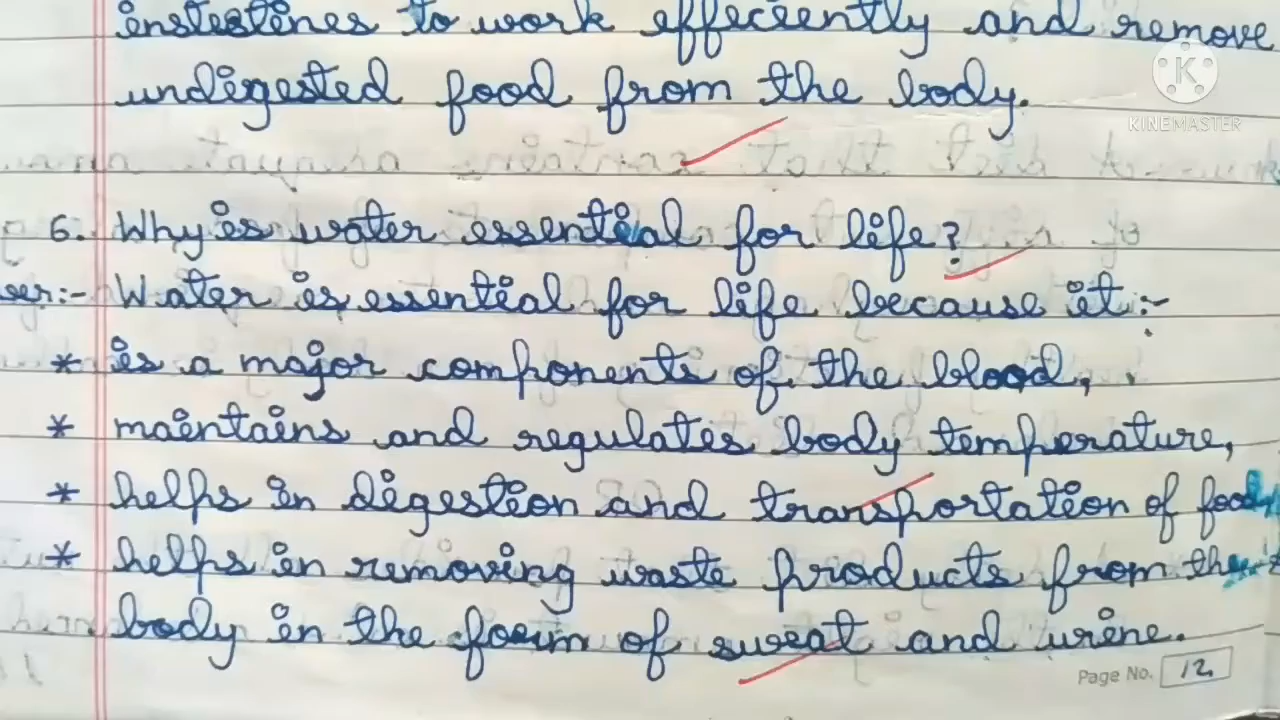 instestines to work effeciently and remove
undigested food from the body.
K
KINEMASTER
6. Why is water essential for life?
wer:- Water is essential for life because it:-
* is a major components of the blood,
* maintains and regulates body temperature,
* helps in digestion and transportation of food,
* helps in removing waste products from the
body in the form of sweat and urine.
Page No. 12